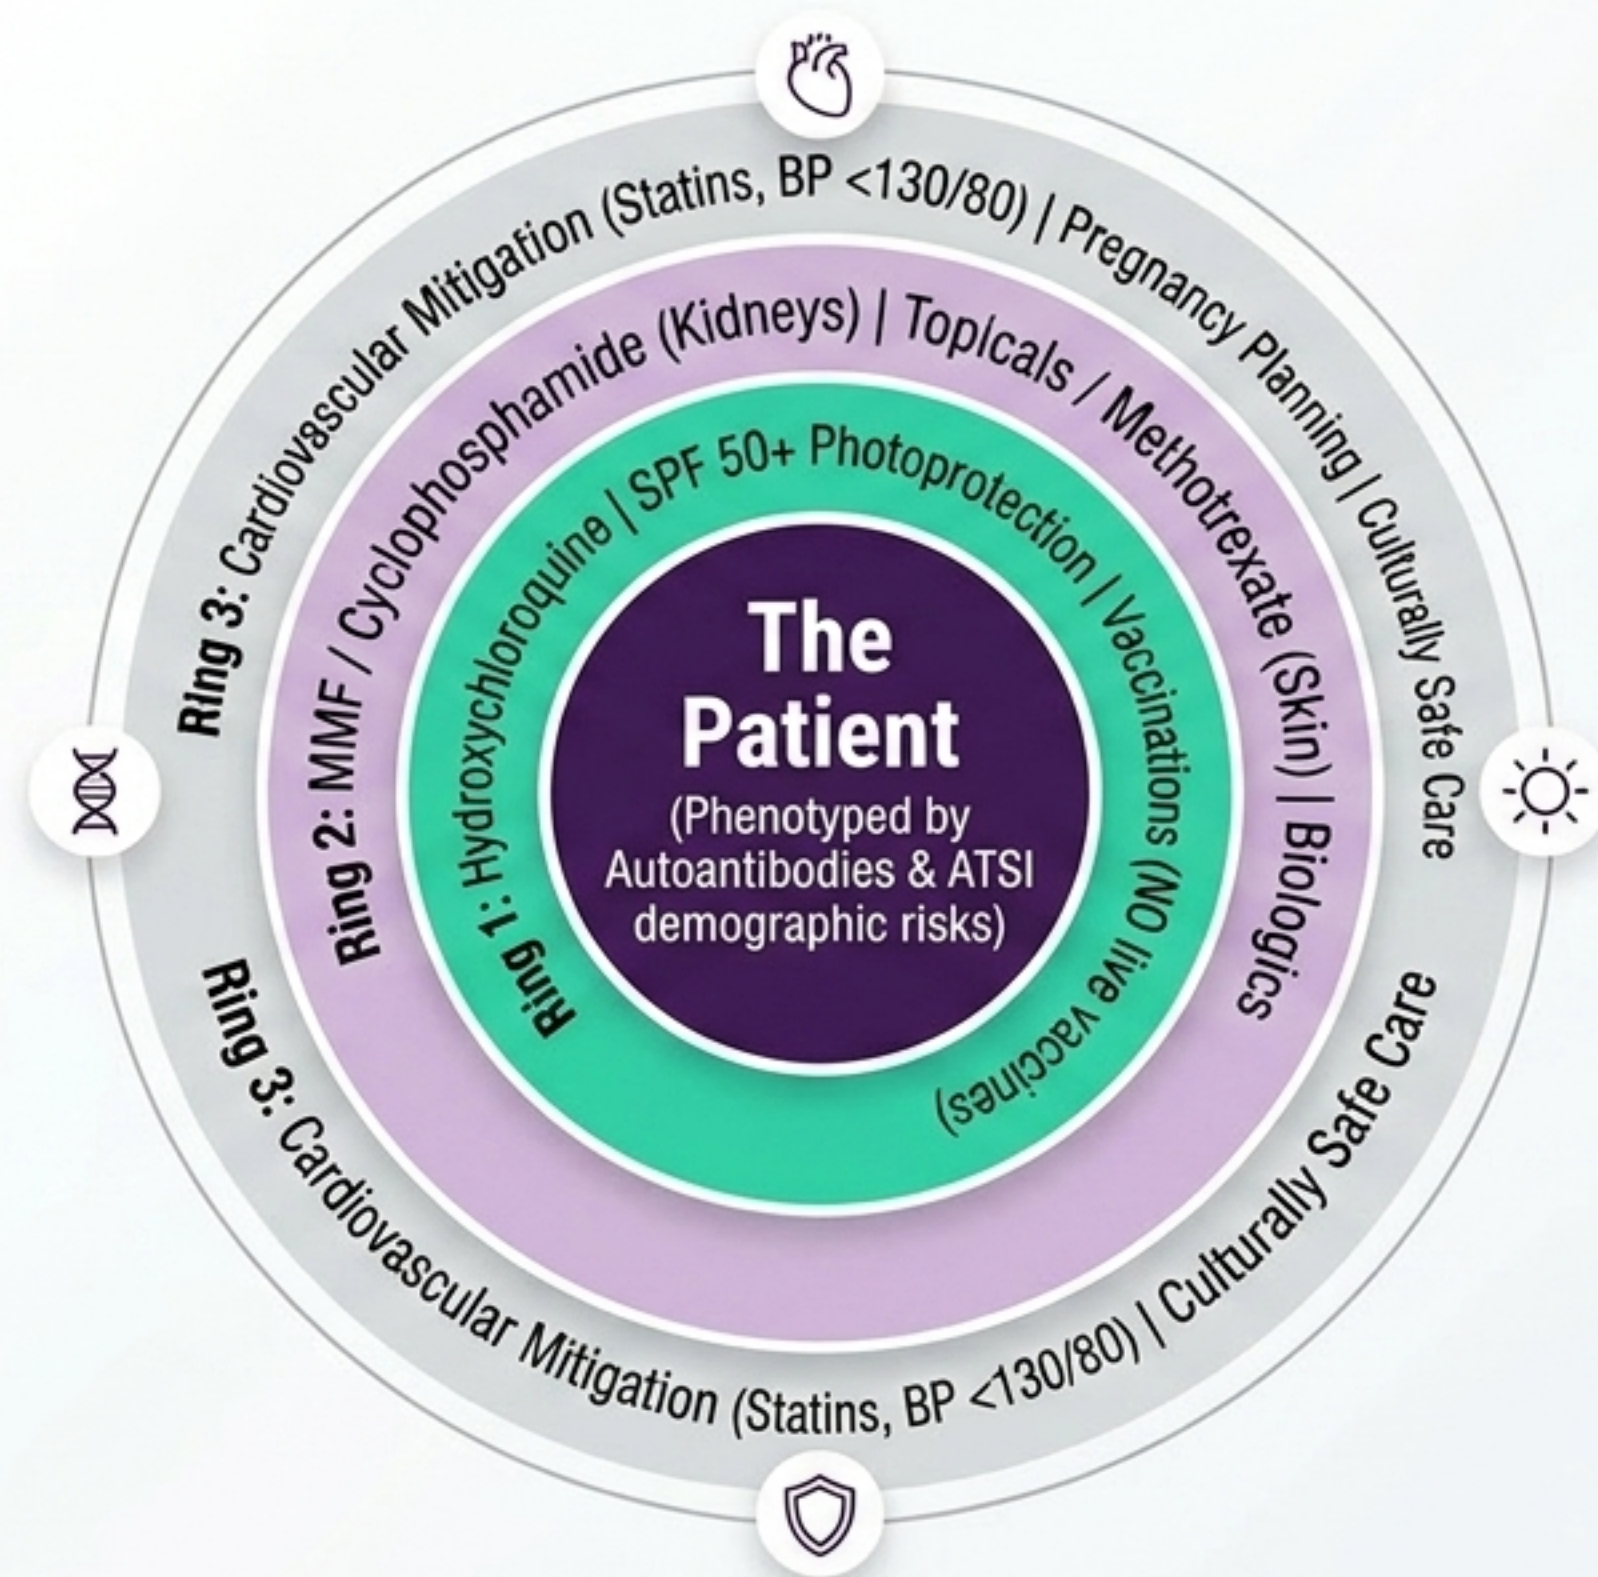 Ring 3: Cardiovascular Mitigation (Statins, BP <130/80) | Pregnancy Planning | Culturally Safe Care
Ring 2: MMF / Cyclophosphamide (Kidneys) | Topicals / Methotrexate (Skin) | Biologics
Ring 1: Hydroxychloroquine | SPF 50+ Photoprotection | Vaccinations (NO live vaccines)
The
Patient
(Phenotyped by
Autoantibodies & ATSI
demographic risks)
Ring 3: Cardiovascular Mitigation (Statins, BP <130/80) | Culturally Safe Care